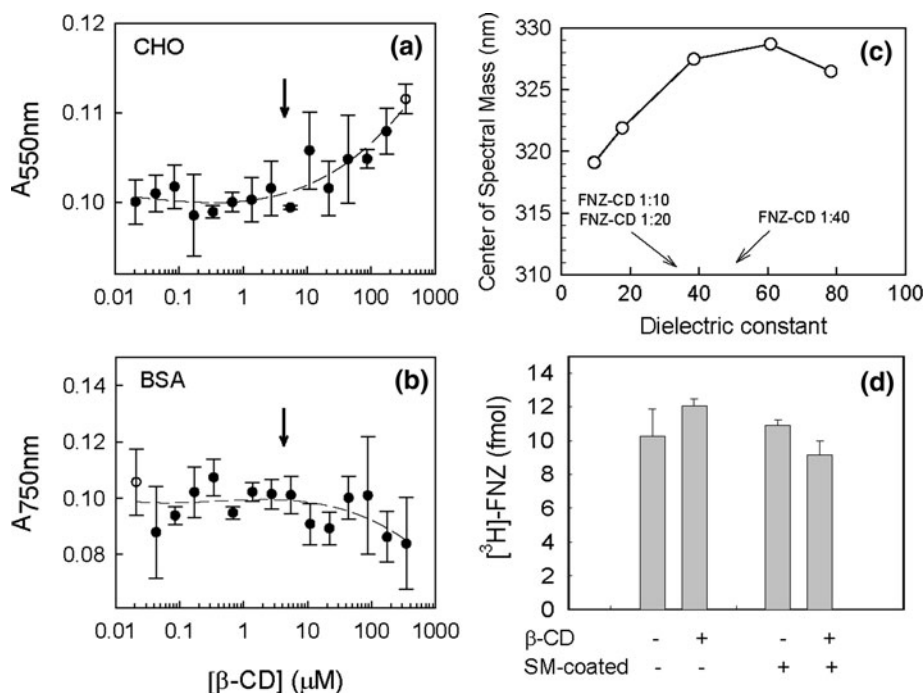 (a)
CHO
0.12
0.11
0.10
A550nm
0.01 0.1 1 10 100 1000
(b)
BSA
0.14
0.12
0.10
0.08
A750nm
0.01 0.1 1 10 100 1000
[β-CD] (µM)
(c)
330
325
320
315
310
Center of Spectral Mass (nm)
FNZ-CD 1:10
FNZ-CD 1:20
FNZ-CD 1:40
0 20 40 60 80 100
Dielectric constant
(d)
14
12
10
8
6
4
2
0
[³H]-FNZ (fmol)
β-CD - + - +
SM-coated - - + +